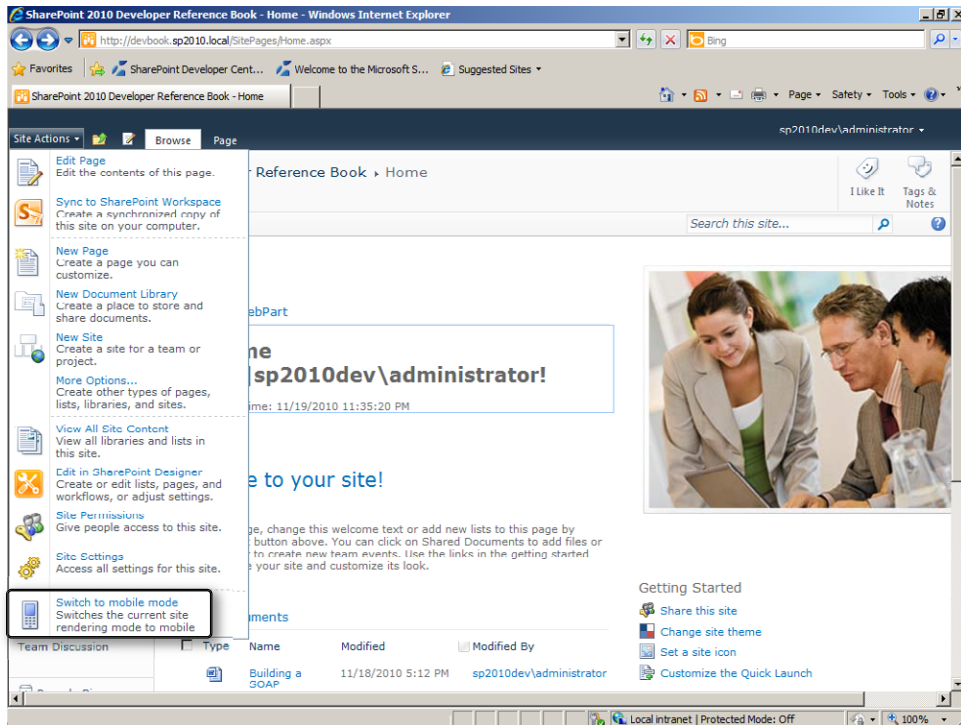 SharePoint 2010 Developer Reference Book - Home - Windows Internet Explorer
http://devbook.sp2010.local/SitePages/Home.aspx
Bing
Favorites
SharePoint Developer Cent...
Welcome to the Microsoft S...
Suggested Sites
SharePoint 2010 Developer Reference Book - Home
Page
Safety
Tools
sp2010dev\administrator
Site Actions
Browse
Page
Edit Page
Edit the contents of this page.
Sync to SharePoint Workspace
Create a synchronized copy of
this site on your computer.
New Page
Create a page you can
customize.
New Document Library
Create a place to store and
share documents.
New Site
Create a site for a team or
project.
More Options...
Create other types of pages,
lists, libraries, and sites.
View All Site Content
View all libraries and lists in
this site.
Edit in SharePoint Designer
Create or edit lists, pages, and
workflows, or adjust settings.
Site Permissions
Give people access to this site.
Site Settings
Access all settings for this site.
Switch to mobile mode
Switches the current site
rendering mode to mobile
Reference Book › Home
I Like It
Tags &
Notes
Search this site...
ebPart
me
sp2010dev\administrator!
ime: 11/19/2010 11:35:20 PM
e to your site!
ge, change this welcome text or add new lists to this page by
button above. You can click on Shared Documents to add files or
to create new team events. Use the links in the getting started
your site and customize its look.
Getting Started
Share this site
Change site theme
Set a site icon
Customize the Quick Launch
ments
Team Discussion
Type Name Modified Modified By
Building a 11/18/2010 5:12 PM sp2010dev\administrator
SOAP
Local intranet | Protected Mode: Off
100%